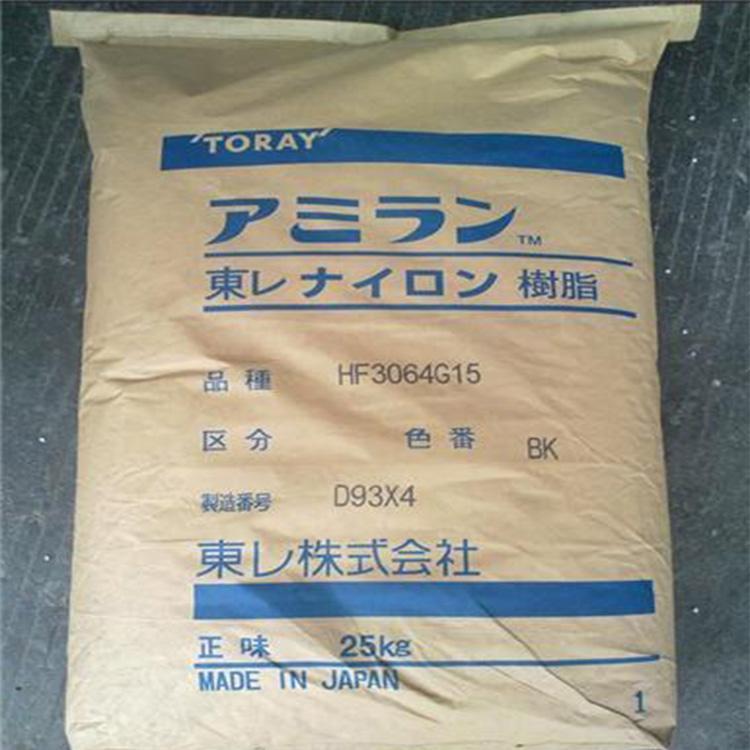 TORAY
アミラン™
東レ ナイロン 樹脂
品種 HF3064G15
区分 色番 BK
製造番号 D93X4
東レ株式会社
正味 25kg
MADE IN JAPAN
1